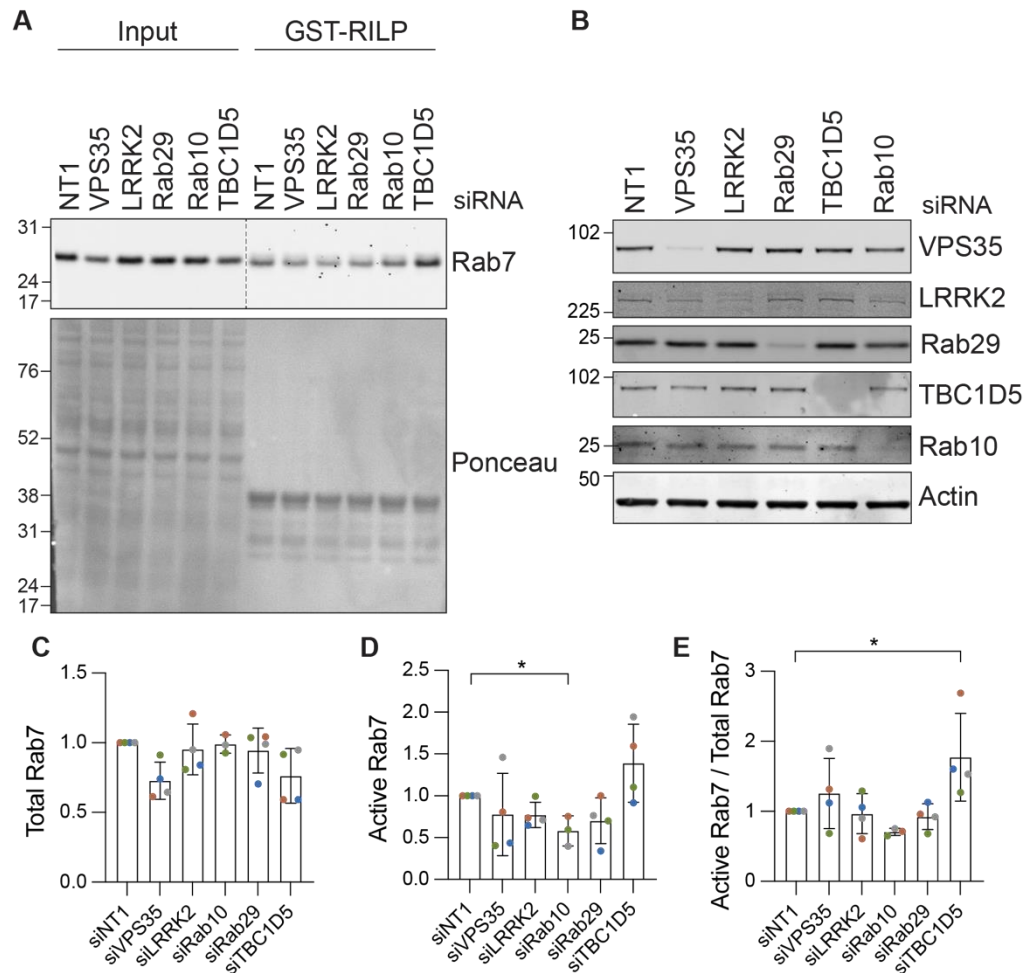 A
Input
GST-RILP
NT1
VPS35
LRRK2
Rab29
Rab10
TBC1D5
NT1
VPS35
LRRK2
Rab29
Rab10
TBC1D5
siRNA
31
24
17
Rab7
76
52
38
31
24
17
Ponceau
B
NT1
VPS35
LRRK2
Rab29
TBC1D5
Rab10
siRNA
102
VPS35
225
LRRK2
25
Rab29
102
TBC1D5
25
Rab10
50
Actin
C
Total Rab7
1.5
1.0
0.5
0.0
siNT1
siVPS35
siLRRK2
siRab10
siRab29
siTBC1D5
D
Active Rab7
2.5
2.0
1.5
1.0
0.5
0.0
*
siNT1
siVPS35
siLRRK2
siRab10
siRab29
siTBC1D5
E
Active Rab7 / Total Rab7
3
2
1
0
*
siNT1
siVPS35
siLRRK2
siRab10
siRab29
siTBC1D5